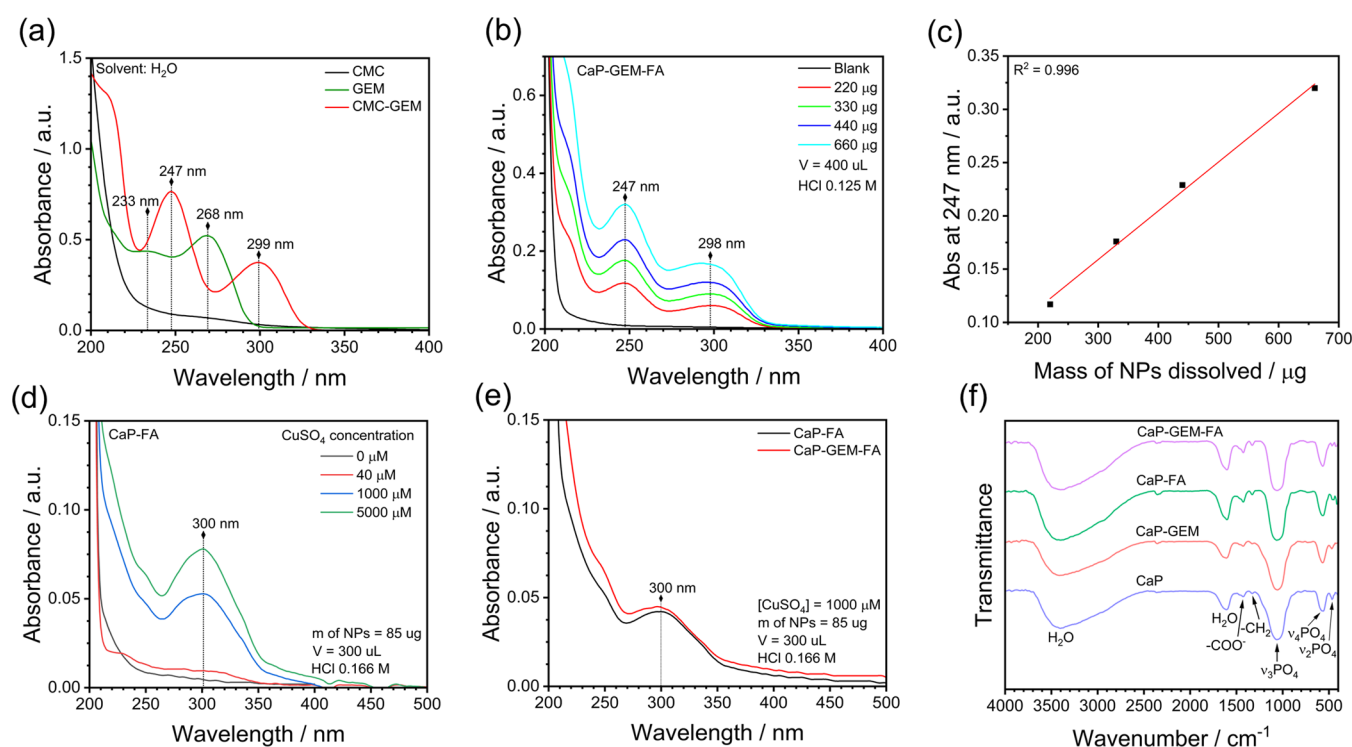 (a)
Solvent: H₂O
CMC
GEM
CMC-GEM
233 nm
247 nm
268 nm
299 nm
1.5
1.0
0.5
0.0
200
250
300
350
400
Absorbance / a.u.
Wavelength / nm
(b)
CaP-GEM-FA
Blank
220 μg
330 μg
440 μg
660 μg
V = 400 uL
HCl 0.125 M
247 nm
298 nm
0.6
0.4
0.2
0.0
200
300
400
500
600
700
Absorbance / a.u.
Wavelength / nm
(c)
R² = 0.996
0.35
0.30
0.25
0.20
0.15
0.10
200
300
400
500
600
700
Abs at 247 nm / a.u.
Mass of NPs dissolved / μg
(d)
CaP-FA
CuSO₄ concentration
0 μM
40 μM
1000 μM
5000 μM
300 nm
m of NPs = 85 ug
V = 300 uL
HCl 0.166 M
0.15
0.10
0.05
0.00
200
250
300
350
400
450
500
Absorbance / a.u.
Wavelength / nm
(e)
CaP-FA
CaP-GEM-FA
300 nm
[CuSO₄] = 1000 μM
m of NPs = 85 ug
V = 300 uL
HCl 0.166 M
0.15
0.10
0.05
0.00
200
250
300
350
400
450
500
Absorbance / a.u.
Wavelength / nm
(f)
CaP-GEM-FA
CaP-FA
CaP-GEM
CaP
H₂O
H₂O
-COO⁻
-CH₂
ν₃PO₄
ν₄PO₄
ν₂PO₄
4000
3500
3000
2500
2000
1500
1000
500
Transmittance
Wavenumber / cm⁻¹